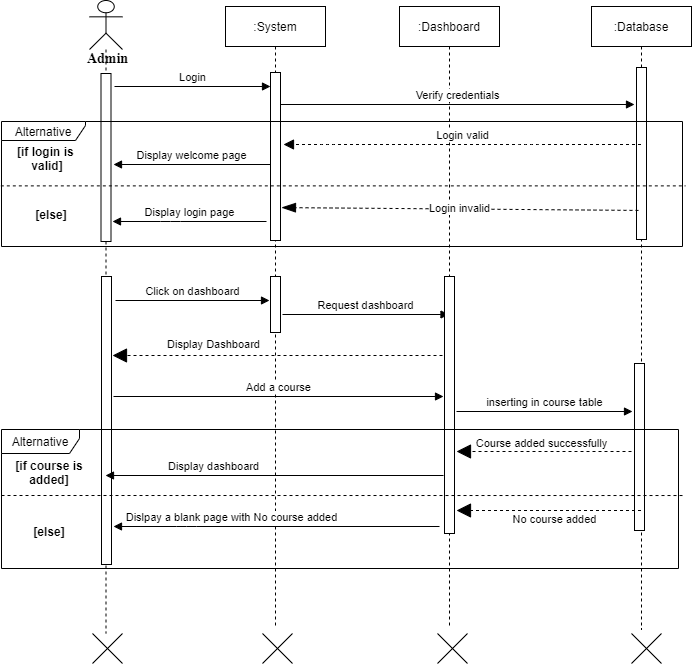 :System
:Dashboard
:Database
Admin
Login
Verify credentials
Alternative
[if login is
valid]
Login valid
Display welcome page
[else]
Display login page
Login invalid
Click on dashboard
Request dashboard
Display Dashboard
Add a course
inserting in course table
Alternative
[if course is
added]
Course added successfully
Display dashboard
[else]
Dislpay a blank page with No course added
No course added